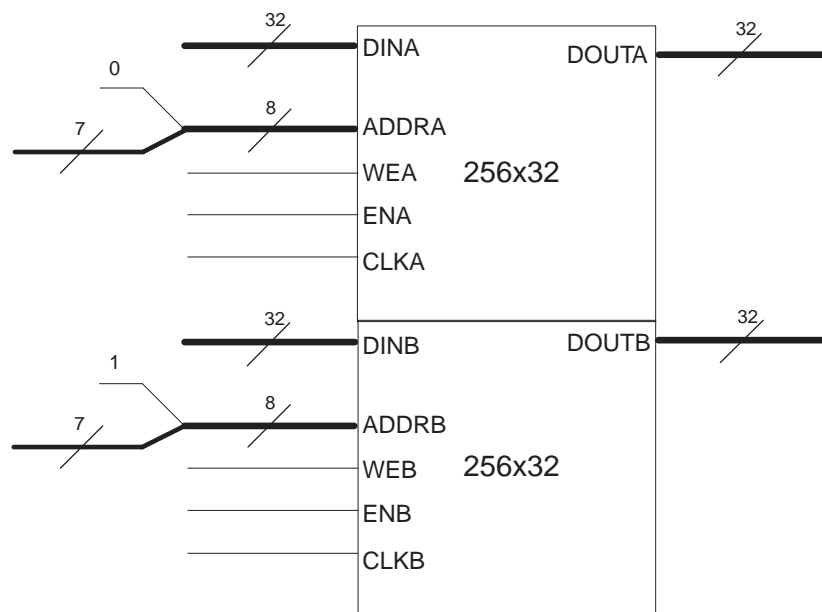 32
DINA
DOUTA
32
0
7
8
ADDRA
WEA
256x32
ENA
CLKA
32
DINB
DOUTB
32
1
7
8
ADDRB
WEB
256x32
ENB
CLKB